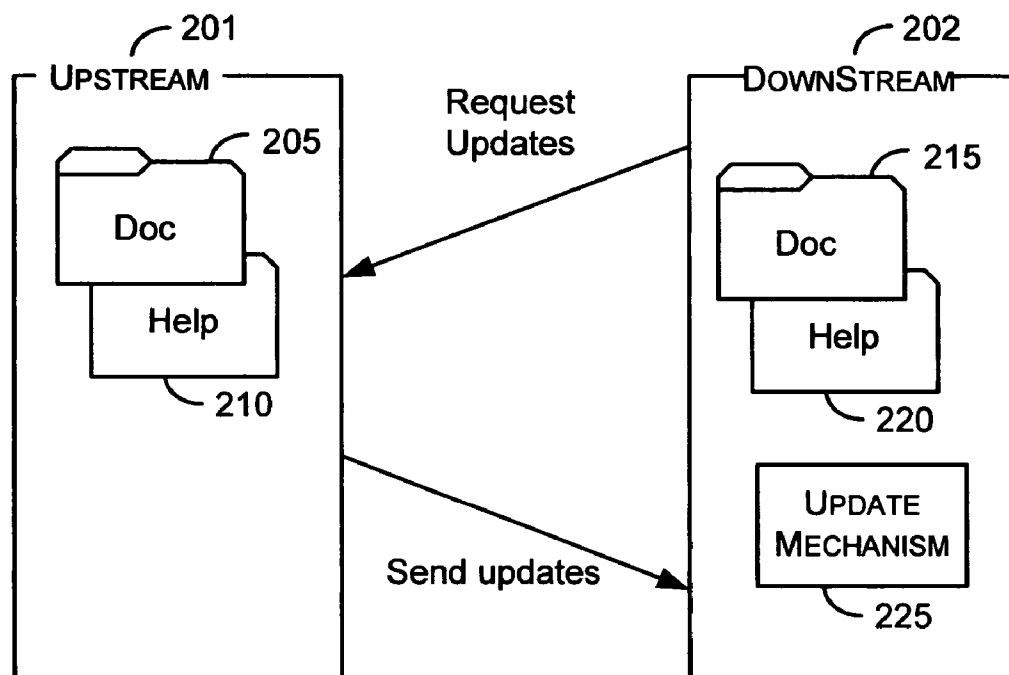 201
UPSTREAM
205
Doc
Help
210
Request
Updates
Send updates
202
DOWNSTREAM
215
Doc
Help
220
UPDATE
MECHANISM
225